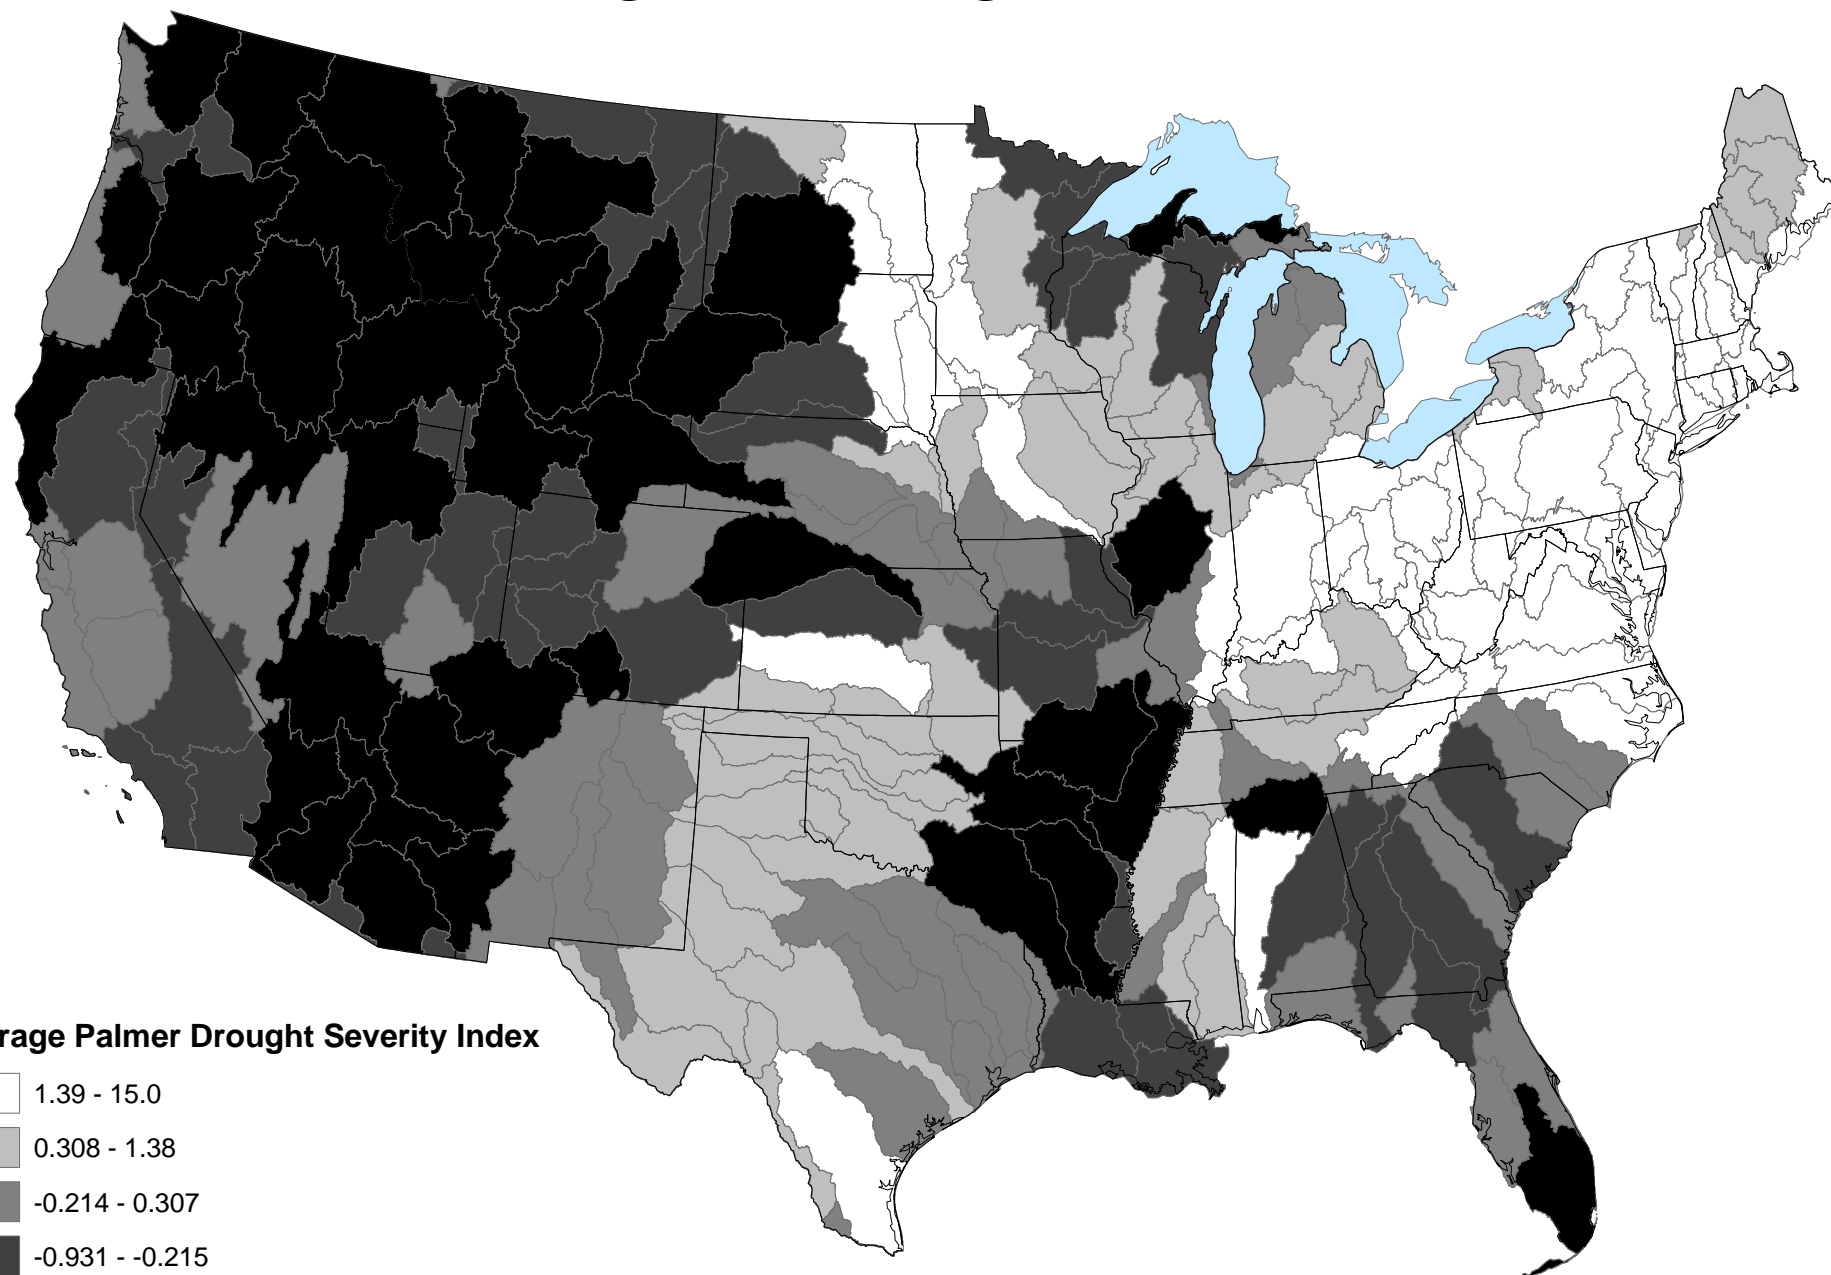 Palmer Drought Severity Index
1.39 - 15.0
0.308 - 1.38
-0.214 - 0.307
-0.931 - -0.215